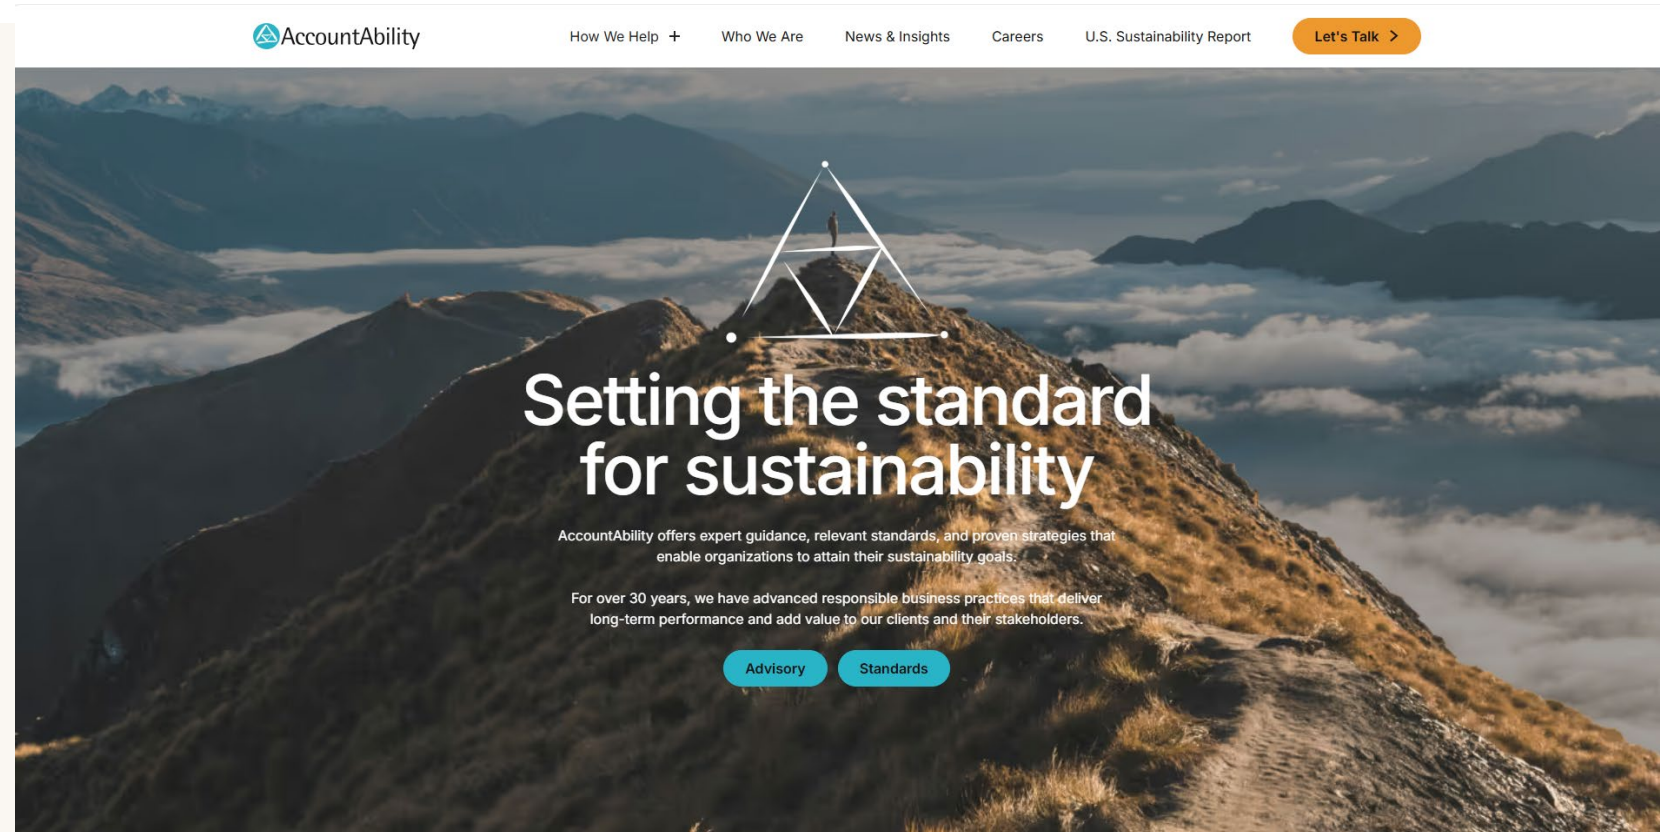 AccountAbility
How We Help +
Who We Are
News & Insights
Careers
U.S. Sustainability Report
Let's Talk >
Setting the standard
for sustainability
AccountAbility offers expert guidance, relevant standards, and proven strategies that
enable organizations to attain their sustainability goals.
For over 30 years, we have advanced responsible business practices that deliver
long-term performance and add value to our clients and their stakeholders.
Advisory
Standards